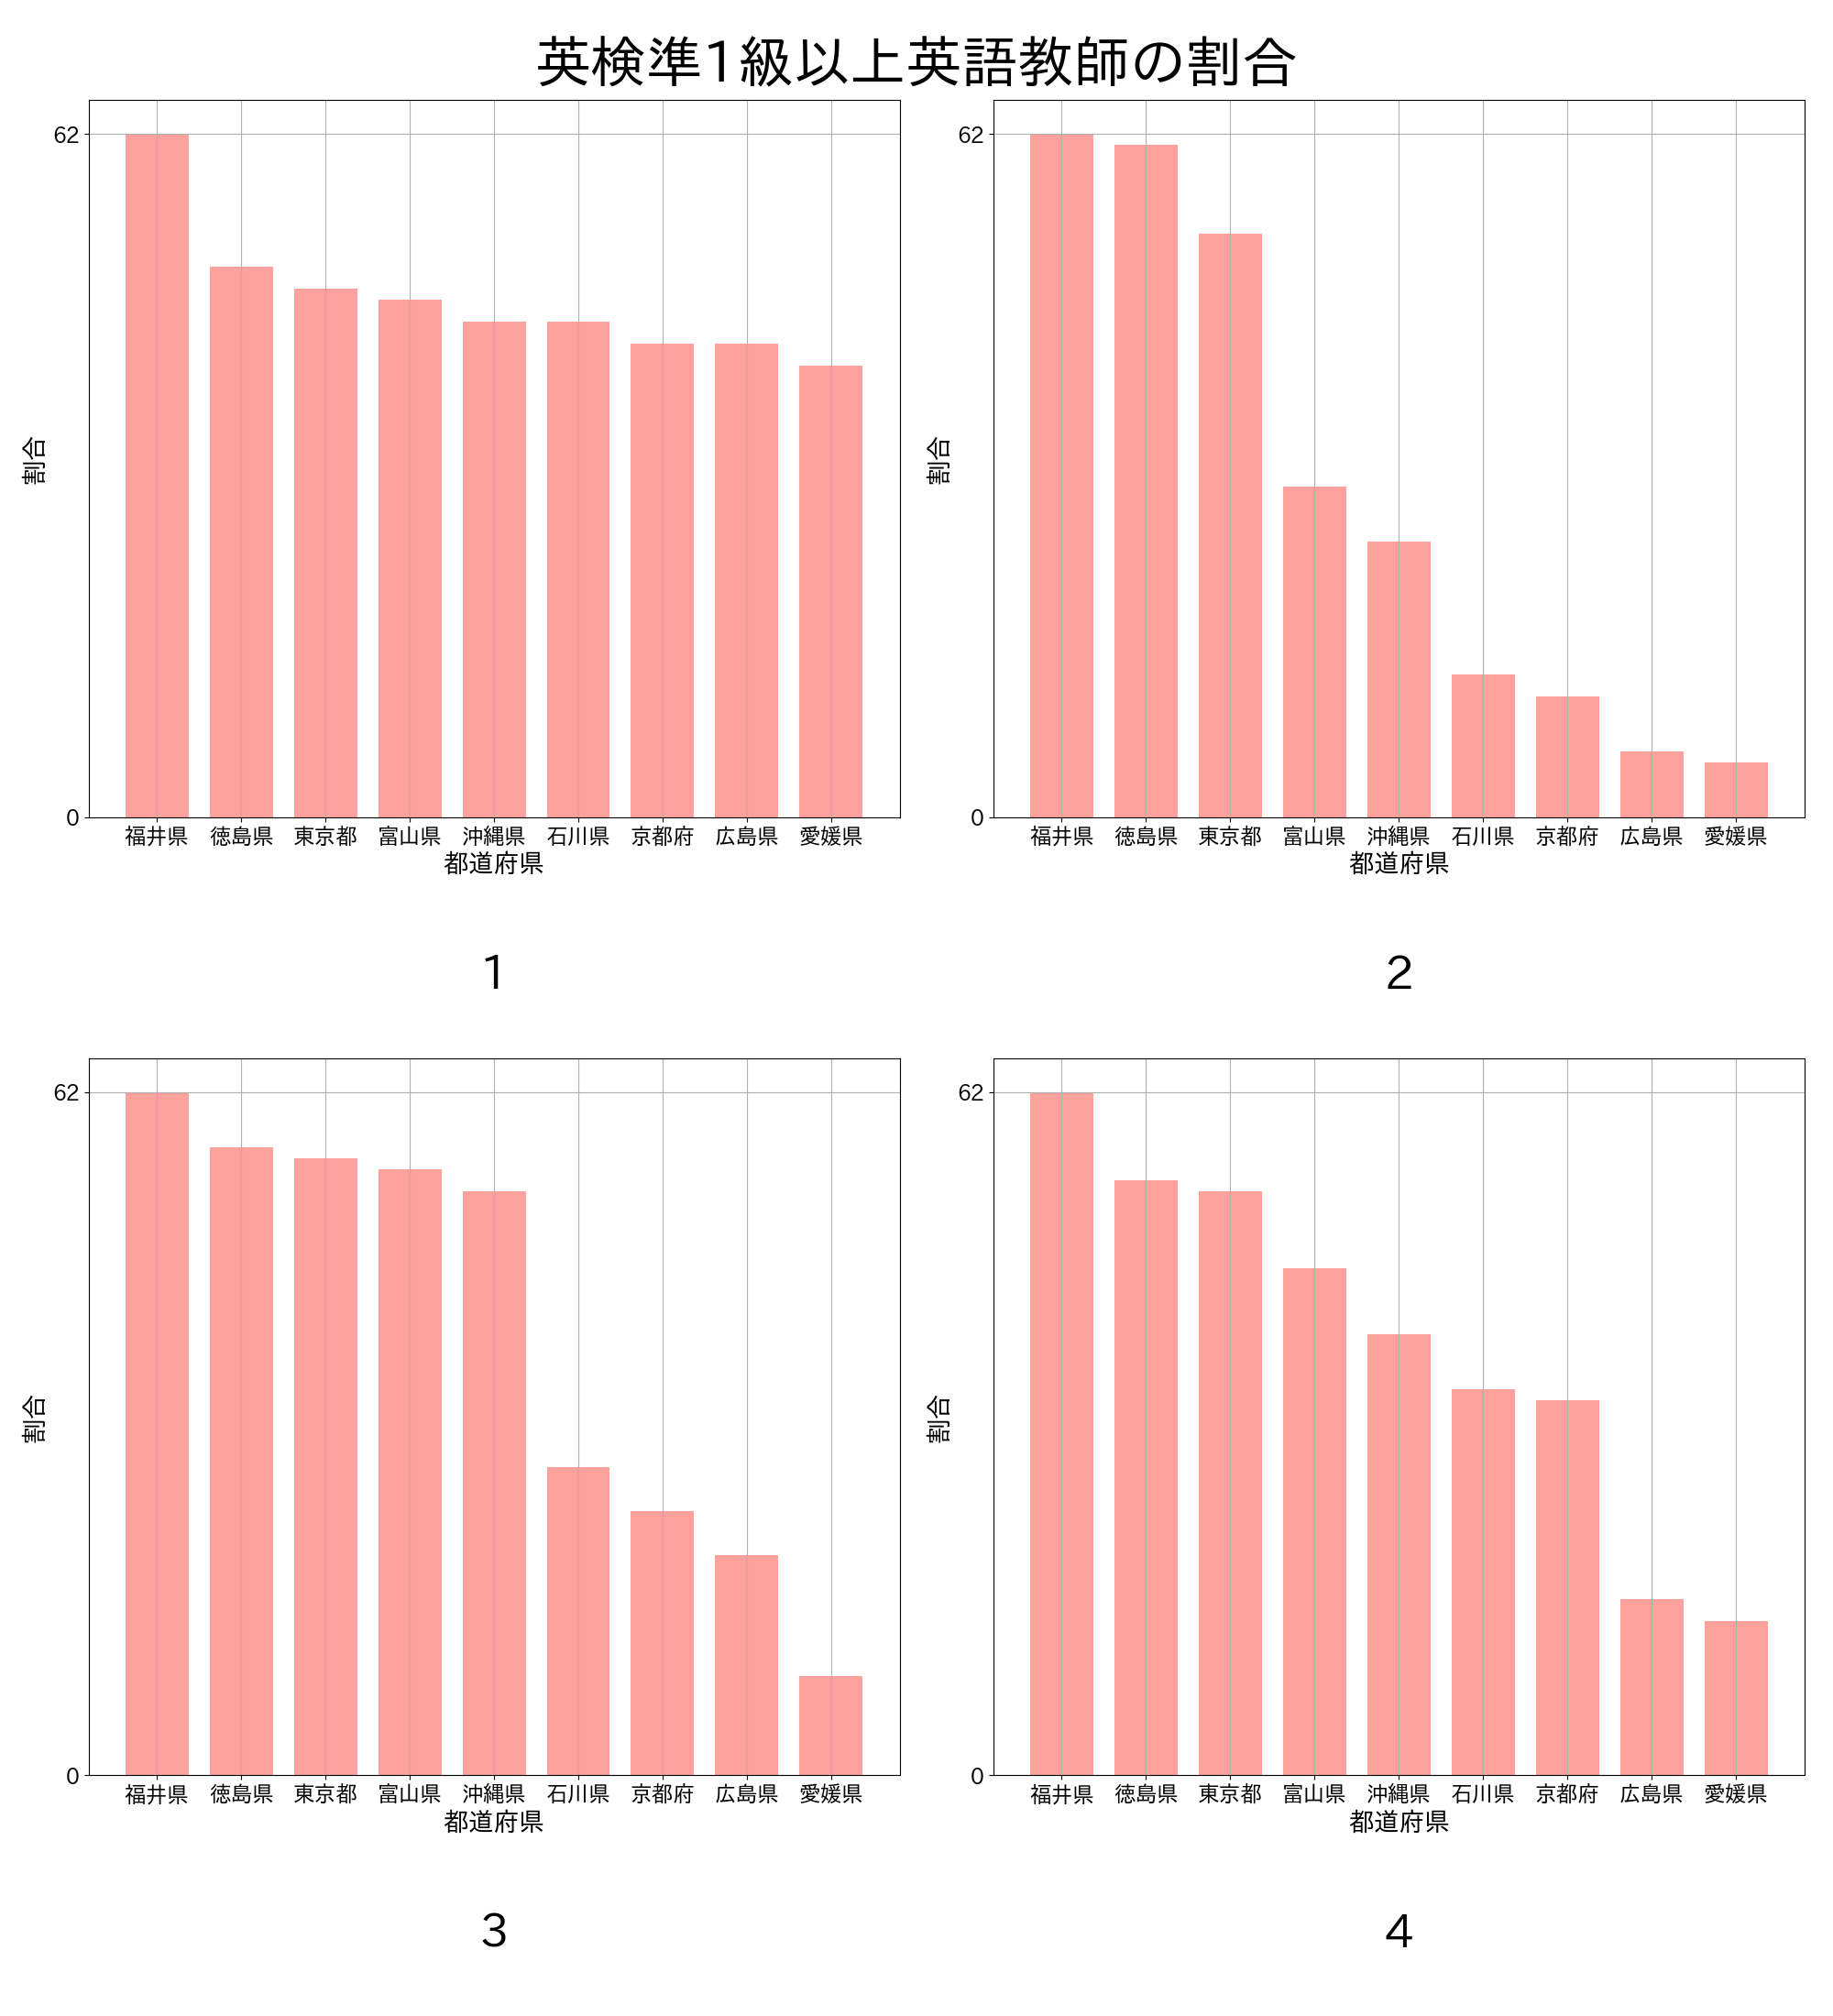 英検準1級以上英語教師の割合
62
0
割合
福井県 徳島県 東京都 富山県 沖縄県 石川県 京都府 広島県 愛媛県
都道府県
1
62
0
割合
福井県 徳島県 東京都 富山県 沖縄県 石川県 京都府 広島県 愛媛県
都道府県
2
62
0
割合
福井県 徳島県 東京都 富山県 沖縄県 石川県 京都府 広島県 愛媛県
都道府県
3
62
0
割合
福井県 徳島県 東京都 富山県 沖縄県 石川県 京都府 広島県 愛媛県
都道府県
4